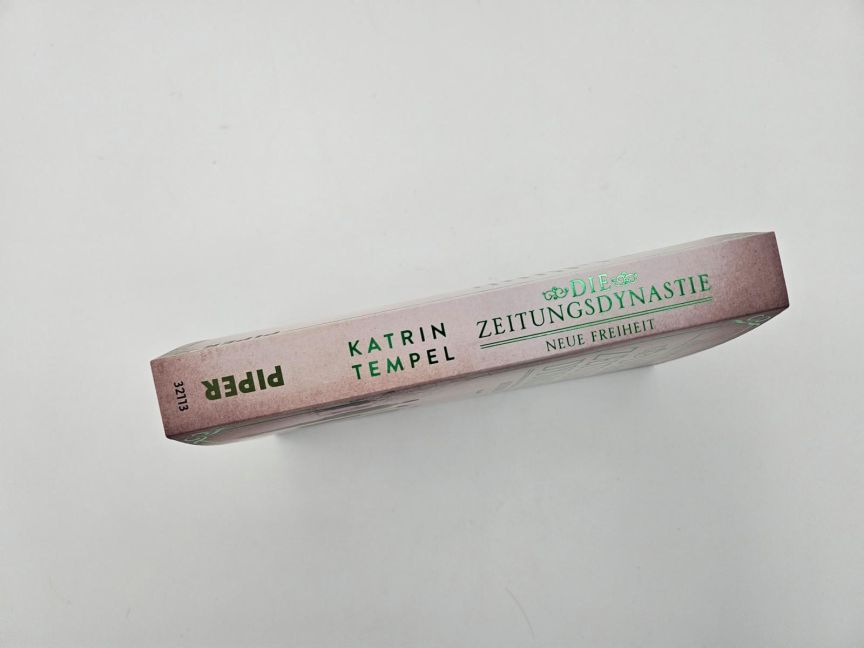 32113
PIPER
KATRIN
TEMPEL
DIE
ZEITUNGSDYNASTIE
NEUE FREIHEIT